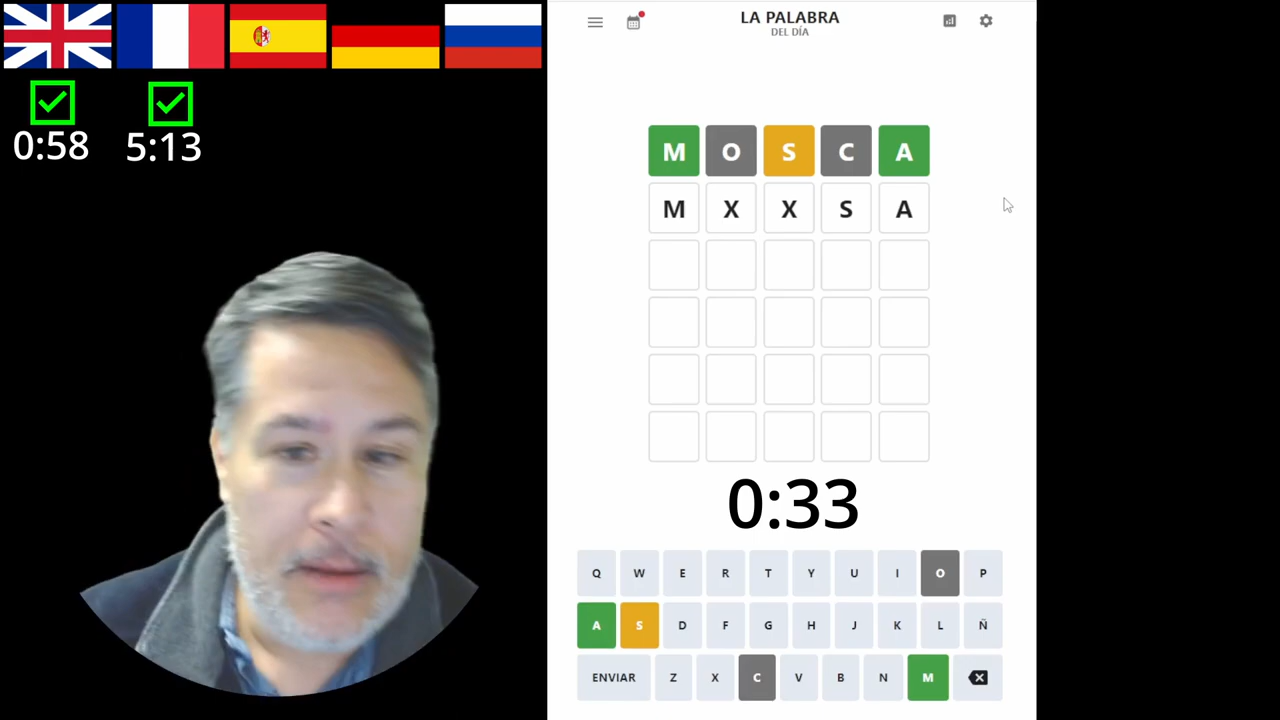 LA PALABRA
DEL DÍA
0:58 5:13
M O S C A
M X X S A
0:33
Q W E R T Y U I O P
A S D F G H J K L Ñ
ENVIAR Z X C V B N M